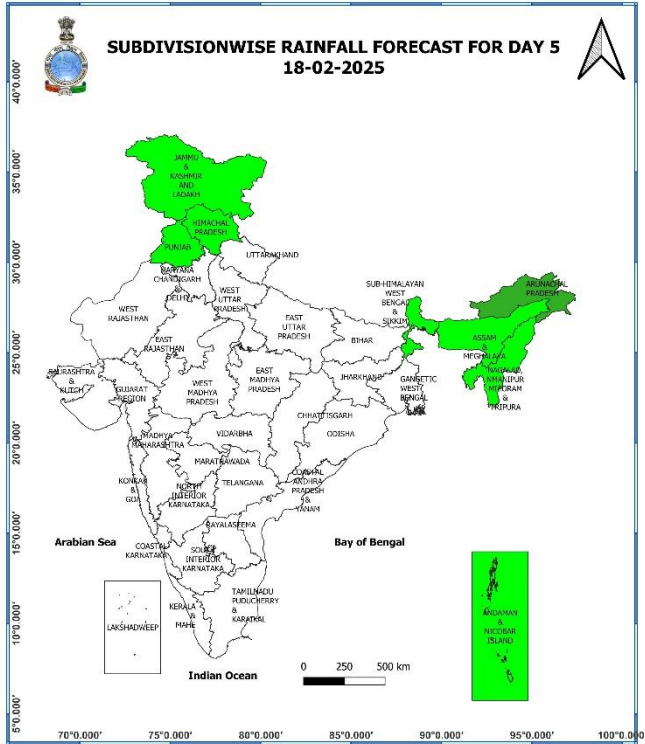 SUBDIVISIONWISE RAINFALL FORECAST FOR DAY 5
18-02-2025
40°0.000'
35°0.000'
30°0.000'
25°0.000'
20°0.000'
15°0.000'
10°0.000'
5°0.000'
JAMMU
&
KASHMIR
AND
LADAKH
HIMACHAL
PRADESH
PUNJAB
UTTARAKHAND
HARYANA
CHANDIGARH
&
DELHI
WEST
UTTAR
PRADESH
WEST
RAJASTHAN
EAST
RAJASTHAN
EAST
UTTAR
PRADESH
SUB-HIMALAYAN
WEST
BENGAL
&
SIKKIM
ARUNACHAL
PRADESH
BIHAR
ASSAM
&
MEGHALAYA
SAURASHTRA
&
KUTCH
GUJARAT
REGION
WEST
MADHYA
PRADESH
EAST
MADHYA
PRADESH
JHARKHAND
GANGETIC
WEST
BENGAL
MIZORAM &
TRIPURA
CHHATTISGARH
ODISHA
MADHYA
MAHARASHTRA
VIDARBHA
MARATHWADA
KONKAN
&
GOA
NORTH
INTERIOR
KARNATAKA
TELANGANA
COASTAL
ANDHRA
PRADESH
&
YANAM
RAYALASEEMA
Arabian Sea
Bay of Bengal
COASTAL
KARNATAKA
SOUTH
INTERIOR
KARNATAKA
LAKSHADWEEP
KERALA
&
MAHE
TAMILNADU
PUDUCHERRY
&
KARAIKAL
ANDAMAN
&
NICOBAR
ISLAND
Indian Ocean
0 250 500 km
70°0.000' 75°0.000' 80°0.000' 85°0.000' 90°0.000' 95°0.000' 100°0.000'